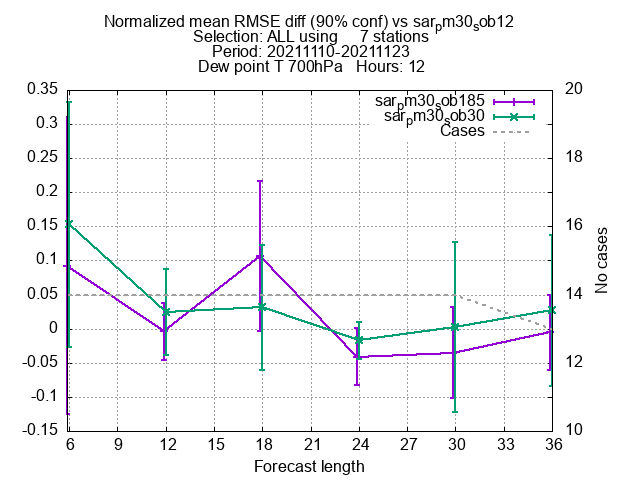 Normalized mean RMSE diff (90% conf) vs sarpm30sob12
Selection: ALL using 7 stations
Period: 20211110-20211123
Dew point T 700hPa Hours: 12
sarpm30sob185
sarpm30sob30
Cases
0.35
0.3
0.25
0.2
0.15
0.1
0.05
0
-0.05
-0.1
-0.15
20
18
16
14
12
10
No cases
6 9 12 15 18 21 24 27 30 33 36
Forecast length